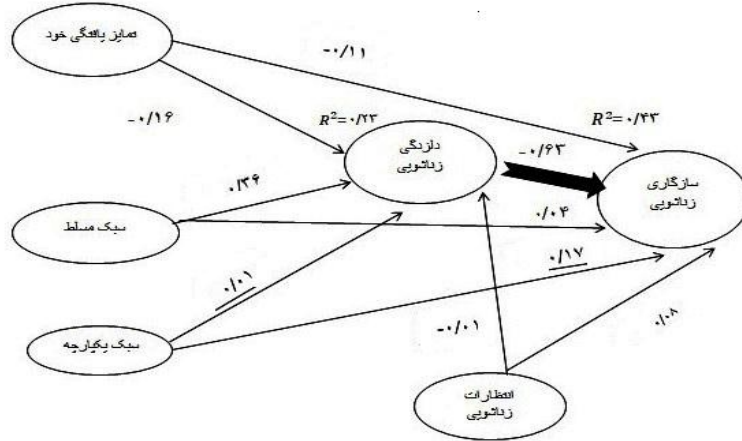 تمایز یافتگی خود
-۰/۱۱
-۰/۱۶
R²=۰/۲۳
R²=۰/۴۳
دلزدگی
زناشویی
-۰/۶۳
سازگاری
زناشویی
۰/۳۶
سبک مسلط
۰/۰۴
۰/۰۱
۰/۱۷
سبک یکپارچه
-۰/۰۱
۰/۰۸
انتظارات
زناشویی